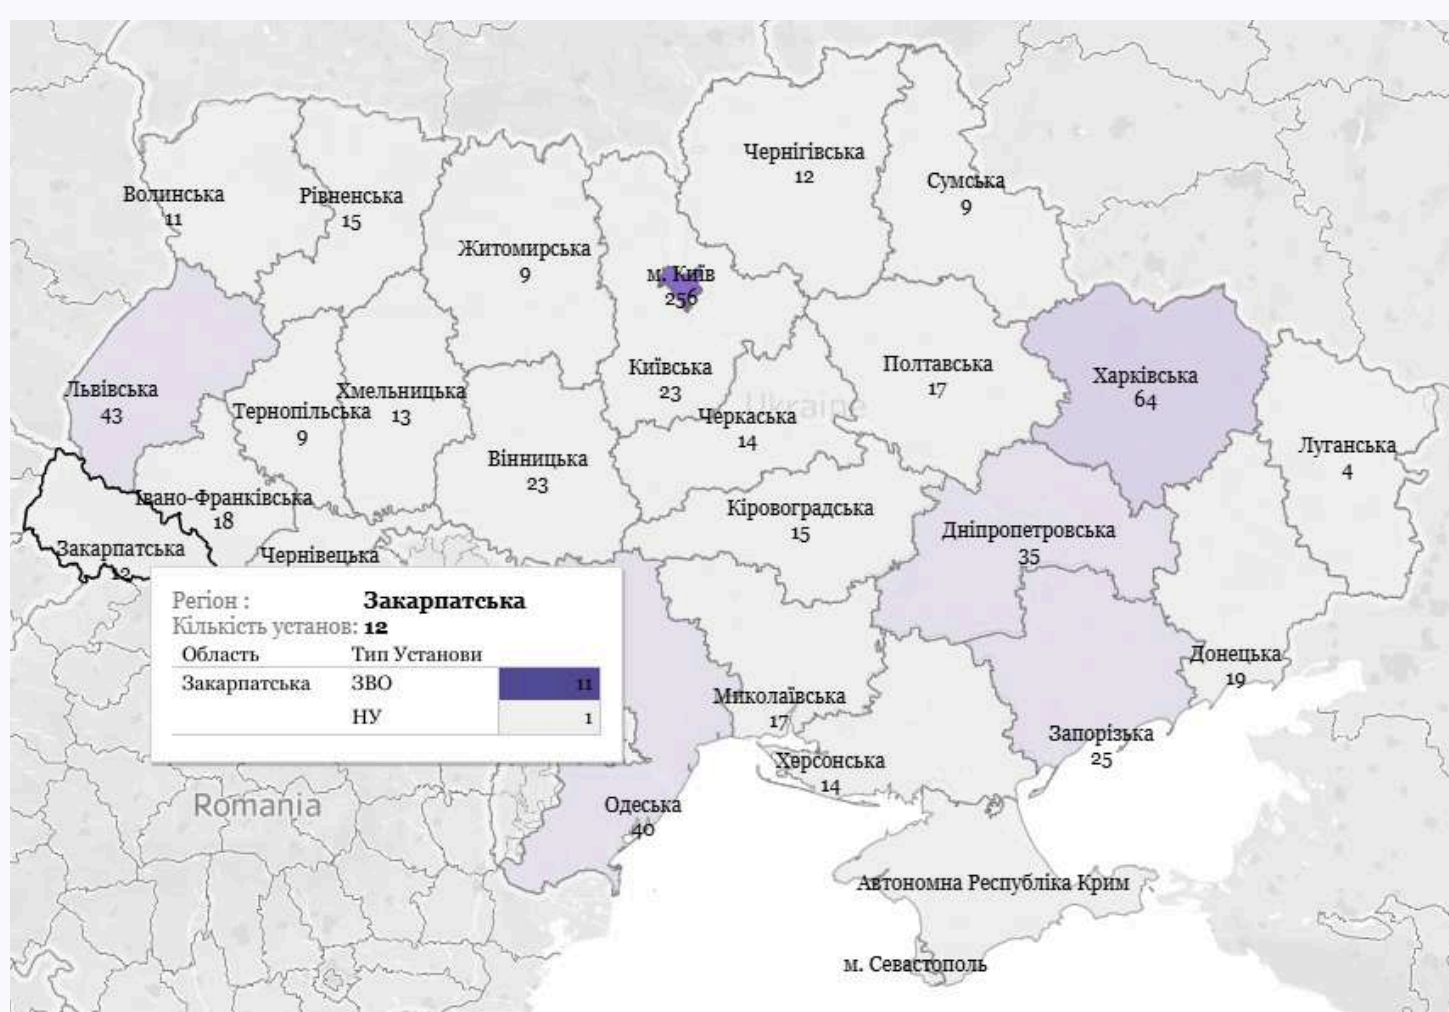 Чернігівська
12
Сумська
9
Волинська
11
Рівненська
15
Житомирська
9
м. Київ
256
Львівська
43
Тернопільська
9
Хмельницька
13
Київська
23
Полтавська
17
Харківська
64
Ukraine
Черкаська
14
Луганська
4
Вінницька
23
Івано-Франківська
18
Кіровоградська
15
Дніпропетровська
35
Закарпатська
12
Чернівецька
Регіон : Закарпатська
Кількість установ: 12
Область Тип Установи
Закарпатська ЗВО 11
НУ 1
Донецька
19
Миколаївська
17
Запорізька
25
Херсонська
14
Romania
Одеська
40
Автономна Республіка Крим
м. Севастополь